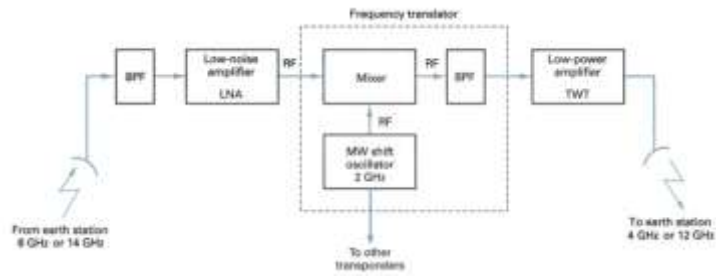 Frequency translator
BPF
Low-noise
amplifier
LNA
RF
Mixer
RF
BPF
Low-power
amplifier
TWT
RF
MW shift
oscillator
2 GHz
From earth station
6 GHz or 14 GHz
To other
transponders
To earth station
4 GHz or 12 GHz